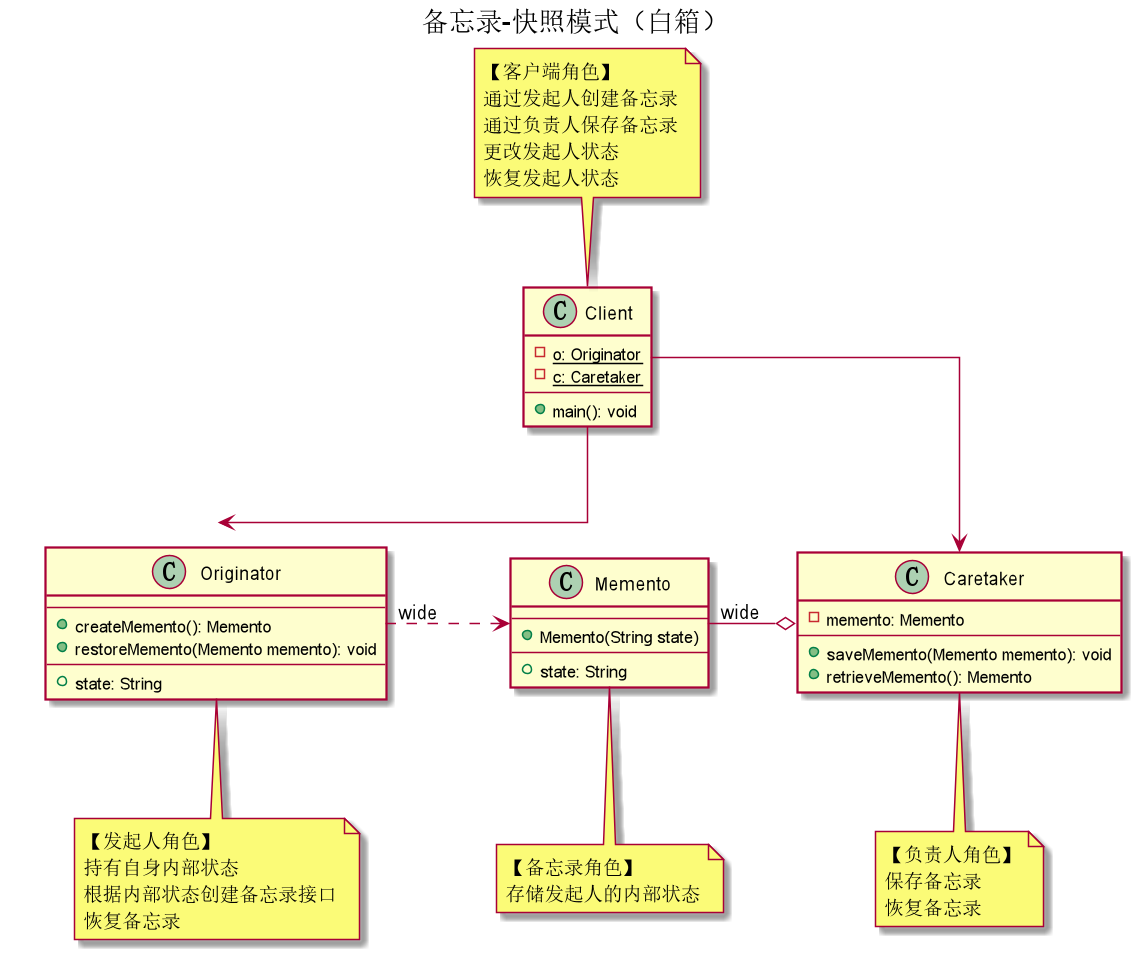 备忘录-快照模式（白箱）
【客户端角色】
通过发起人创建备忘录
通过负责人保存备忘录
更改发起人状态
恢复发起人状态
C Client
o: Originator
c: Caretaker
main(): void
C Originator
createMemento(): Memento
restoreMemento(Memento memento): void
state: String
wide
C Memento
Memento(String state)
state: String
wide
C Caretaker
memento: Memento
saveMemento(Memento memento): void
retrieveMemento(): Memento
【发起人角色】
持有自身内部状态
根据内部状态创建备忘录接口
恢复备忘录
【备忘录角色】
存储发起人的内部状态
【负责人角色】
保存备忘录
恢复备忘录